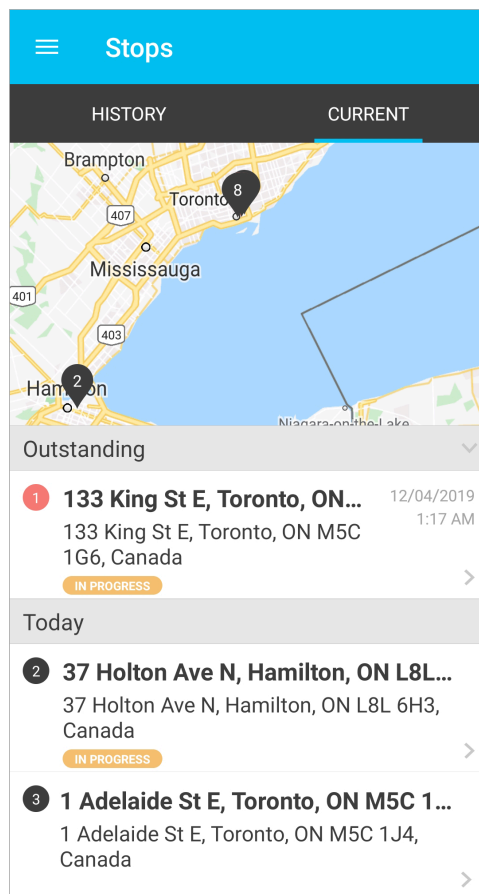 Stops
HISTORY
CURRENT
Brampton
8
Toronto
407
Mississauga
401
403
2
Hamilton
Niagara-on-the-Lake
Outstanding
1
133 King St E, Toronto, ON...
12/04/2019
133 King St E, Toronto, ON M5C
1:17 AM
1G6, Canada
IN PROGRESS
Today
2
37 Holton Ave N, Hamilton, ON L8L...
37 Holton Ave N, Hamilton, ON L8L 6H3,
Canada
IN PROGRESS
3
1 Adelaide St E, Toronto, ON M5C 1...
1 Adelaide St E, Toronto, ON M5C 1J4,
Canada